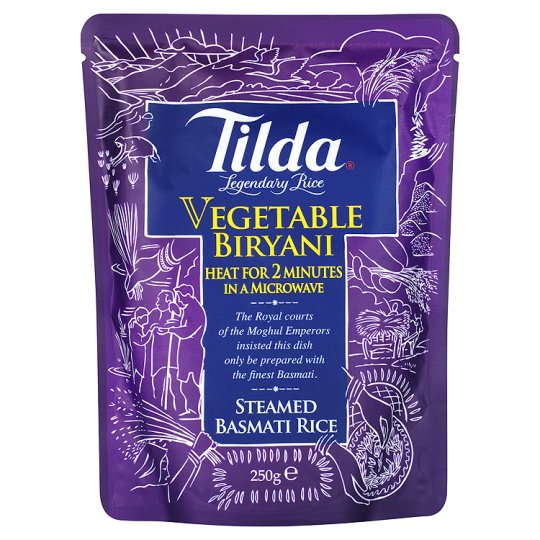 Tilda®
Legendary Rice
VEGETABLE
BIRYANI
HEAT FOR 2 MINUTES
IN A MICROWAVE
The Royal courts
of the Moghul Emperors
insisted this dish
only be prepared with
the finest Basmati.
STEAMED
BASMATI RICE
250g ℮